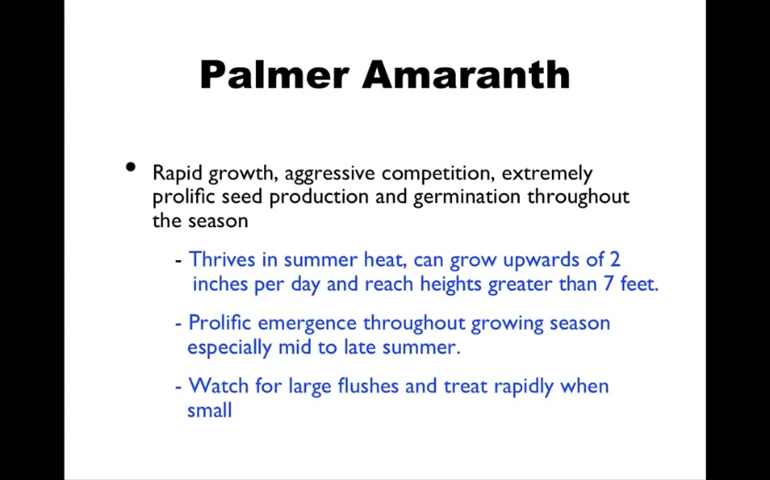 Palmer Amaranth
• Rapid growth, aggressive competition, extremely
prolific seed production and germination throughout
the season
- Thrives in summer heat, can grow upwards of 2
inches per day and reach heights greater than 7 feet.
- Prolific emergence throughout growing season
especially mid to late summer.
- Watch for large flushes and treat rapidly when
small